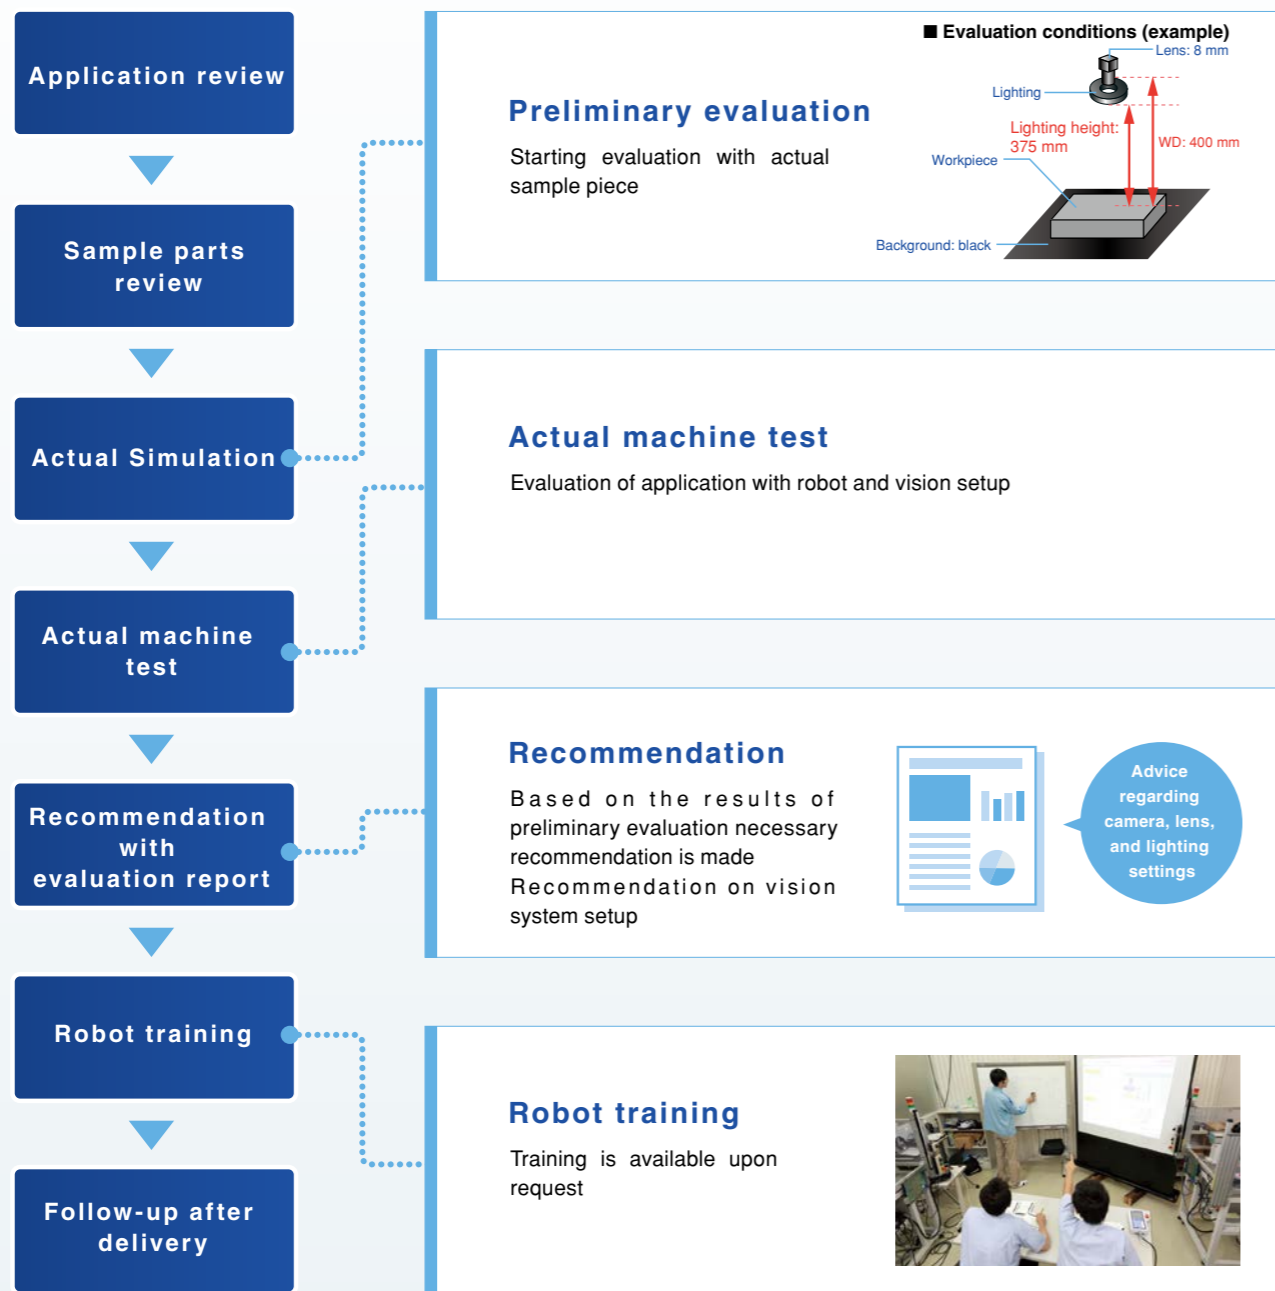 Application review
Sample parts
review
Actual Simulation
Actual machine
test
Recommendation
with
evaluation report
Robot training
Follow-up after
delivery
Preliminary evaluation
Starting evaluation with actual
sample piece
■ Evaluation conditions (example)
Lens: 8 mm
Lighting
Lighting height:
375 mm
WD: 400 mm
Workpiece
Background: black
Actual machine test
Evaluation of application with robot and vision setup
Recommendation
Based on the results of
preliminary evaluation necessary
recommendation is made
Recommendation on vision
system setup
Advice
regarding
camera, lens,
and lighting
settings
Robot training
Training is available upon
request